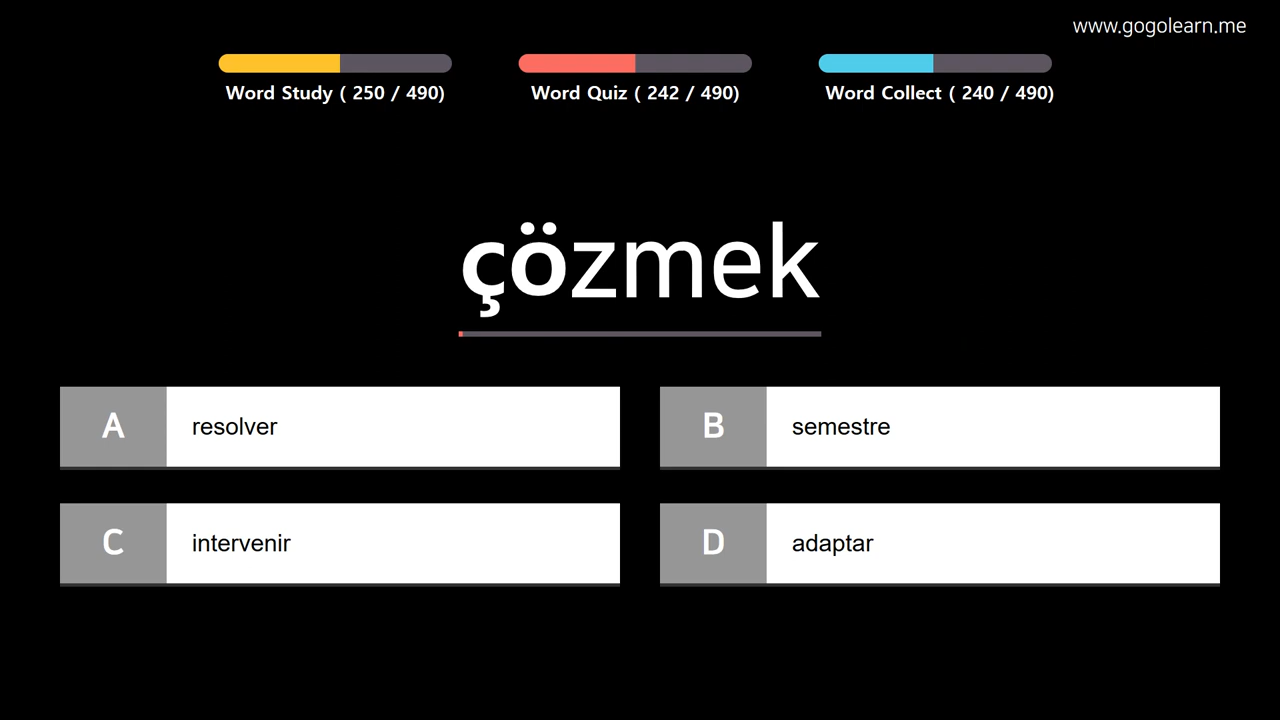 www.gogolearn.me
Word Study ( 250 / 490)
Word Quiz ( 242 / 490)
Word Collect ( 240 / 490)
çözmek
A resolver
B semestre
C intervenir
D adaptar